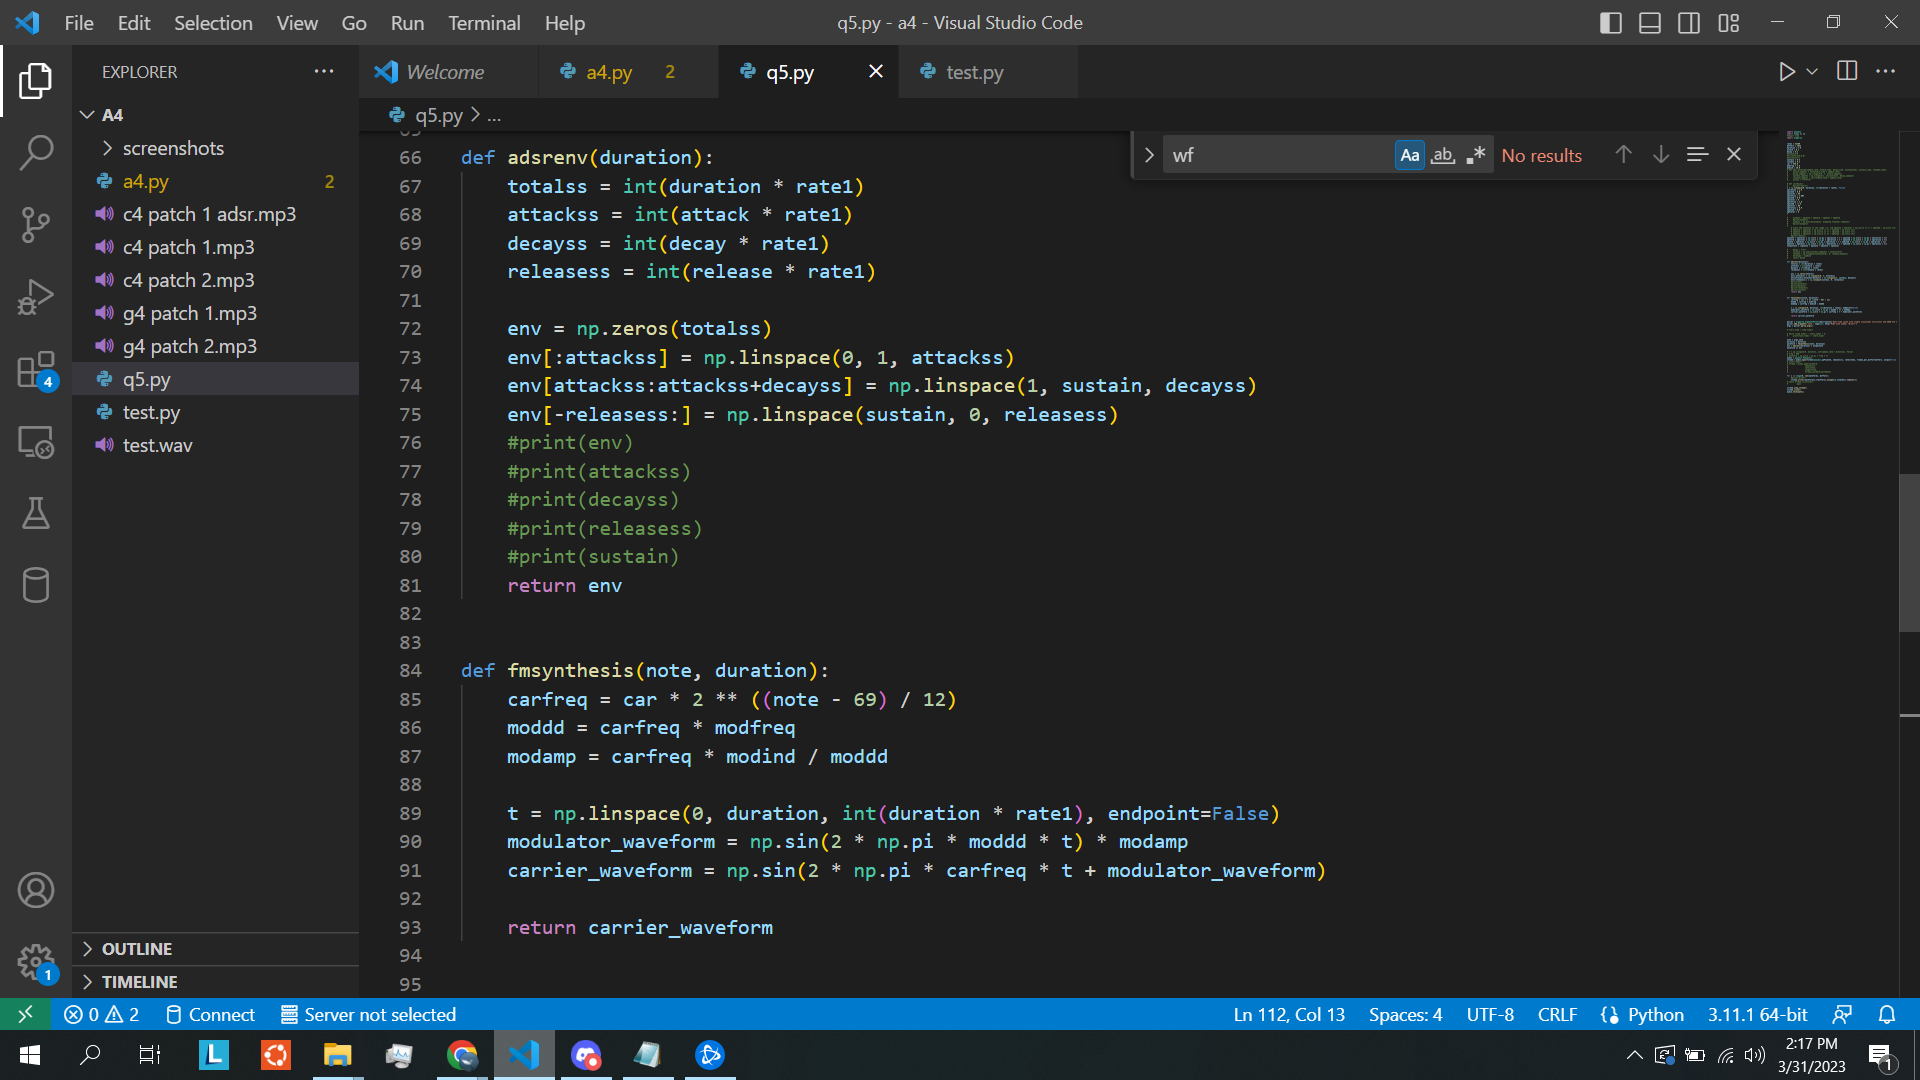 File Edit Selection View Go Run Terminal Help
q5.py - a4 - Visual Studio Code
EXPLORER
Welcome
a4.py 2
q5.py
test.py
A4
screenshots
a4.py 2
c4 patch 1 adsr.mp3
c4 patch 1.mp3
c4 patch 2.mp3
g4 patch 1.mp3
g4 patch 2.mp3
q5.py
test.py
test.wav
OUTLINE
TIMELINE
4
1
q5.py > ...
wf
Aa
ab
No results
66 def adsrenv(duration):
67 totalss = int(duration * rate1)
68 attackss = int(attack * rate1)
69 decayss = int(decay * rate1)
70 releasess = int(release * rate1)
71
72 env = np.zeros(totalss)
73 env[:attackss] = np.linspace(0, 1, attackss)
74 env[attackss:attackss+decayss] = np.linspace(1, sustain, decayss)
75 env[-releasess:] = np.linspace(sustain, 0, releasess)
76 #print(env)
77 #print(attackss)
78 #print(decayss)
79 #print(releasess)
80 #print(sustain)
81 return env
82
83
84 def fmsynthesis(note, duration):
85 carfreq = car * 2 ** ((note - 69) / 12)
86 moddd = carfreq * modfreq
87 modamp = carfreq * modind / moddd
88
89 t = np.linspace(0, duration, int(duration * rate1), endpoint=False)
90 modulator_waveform = np.sin(2 * np.pi * moddd * t) * modamp
91 carrier_waveform = np.sin(2 * np.pi * carfreq * t + modulator_waveform)
92
93 return carrier_waveform
94
95
0 2 Connect Server not selected
Ln 112, Col 13 Spaces: 4 UTF-8 CRLF Python 3.11.1 64-bit
L
2:17 PM
3/31/2023
1